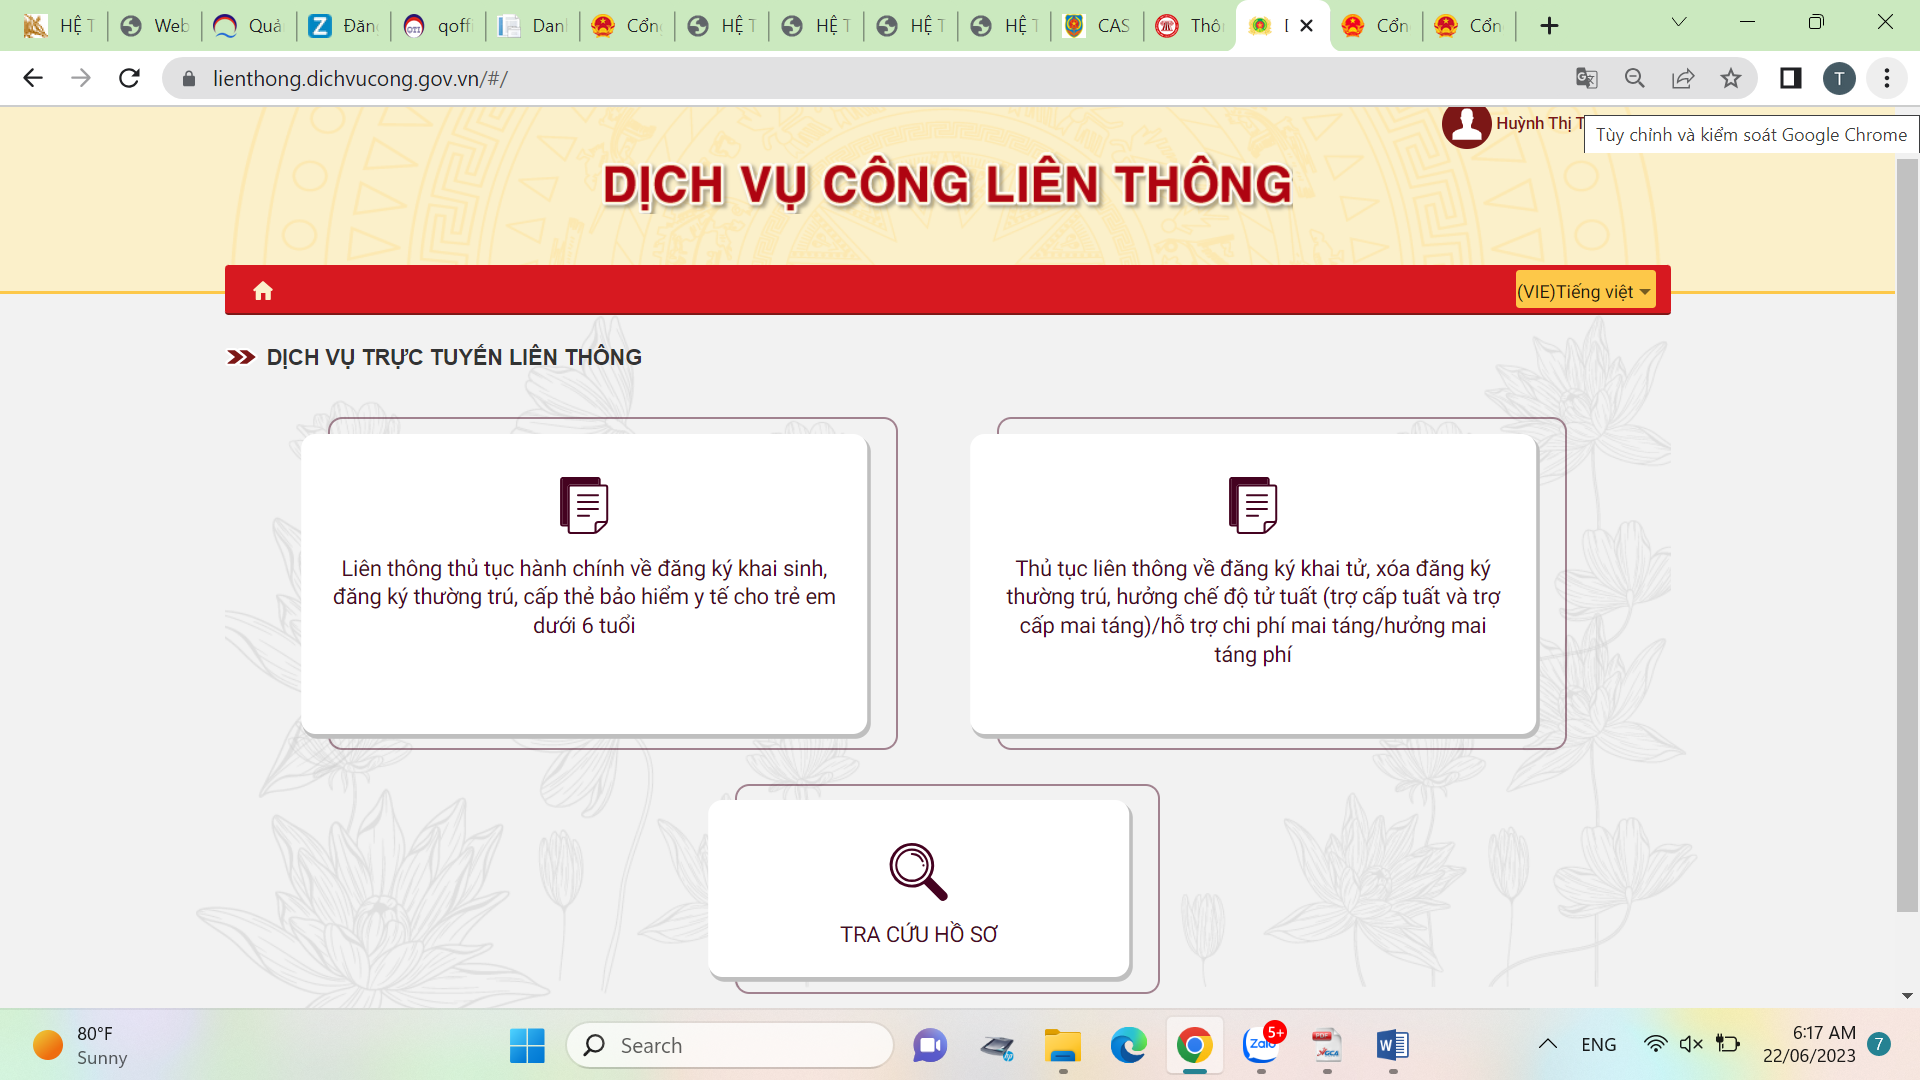 HỆ T
Web
Quả
Đăng
qoffi
Danh
Cổng
HỆ T
HỆ T
HỆ T
HỆ T
CAS
Thôn
Cổn
Cổn
lienthong.dichvucong.gov.vn/#/
T
Huỳnh Thị T
Tùy chỉnh và kiểm soát Google Chrome
DỊCH VỤ CÔNG LIÊN THÔNG
(VIE)Tiếng việt
DỊCH VỤ TRỰC TUYẾN LIÊN THÔNG
Liên thông thủ tục hành chính về đăng ký khai sinh,
đăng ký thường trú, cấp thẻ bảo hiểm y tế cho trẻ em
dưới 6 tuổi
Thủ tục liên thông về đăng ký khai tử, xóa đăng ký
thường trú, hưởng chế độ tử tuất (trợ cấp tuất và trợ
cấp mai táng)/hỗ trợ chi phí mai táng/hưởng mai
táng phí
TRA CỨU HỒ SƠ
80°F
Sunny
Search
Zalo
5+
ENG
6:17 AM
22/06/2023
7